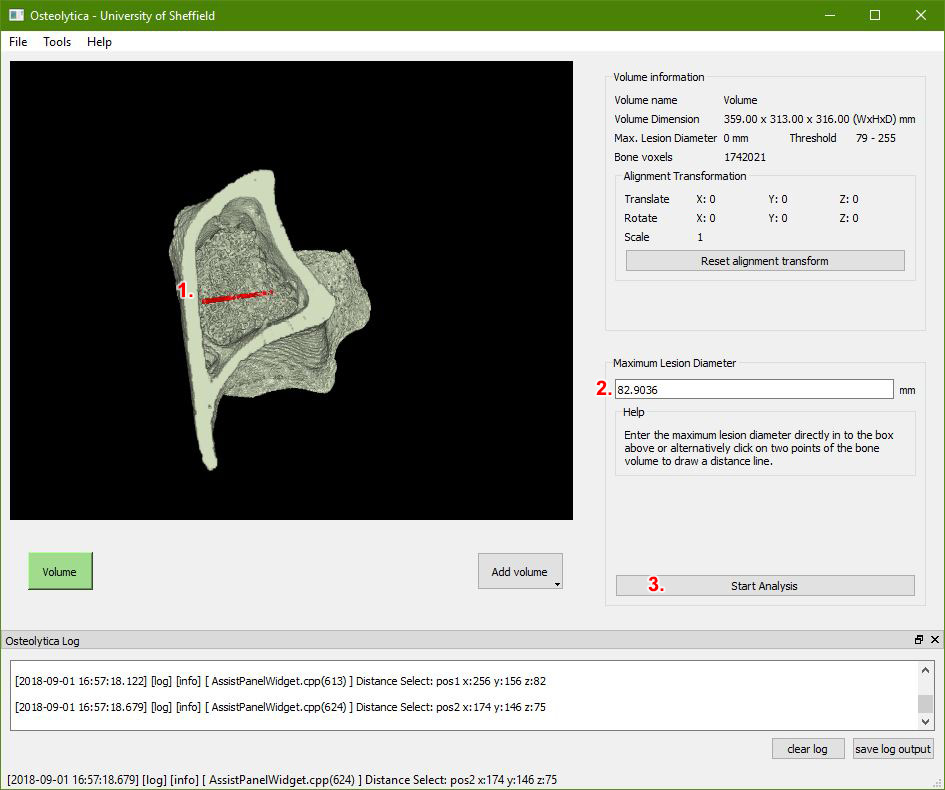 Osteolytica - University of Sheffield
File Tools Help
Volume information
Volume name Volume
Volume Dimension 359.00 x 313.00 x 316.00 (WxHxD) mm
Max. Lesion Diameter 0 mm Threshold 79 - 255
Bone voxels 1742021
Alignment Transformation
Translate X: 0 Y: 0 Z: 0
Rotate X: 0 Y: 0 Z: 0
Scale 1
Reset alignment transform
1.
Maximum Lesion Diameter
2. 82.9036 mm
Help
Enter the maximum lesion diameter directly in to the box
above or alternatively click on two points of the bone
volume to draw a distance line.
Volume Add volume
3. Start Analysis
Osteolytica Log
[2018-09-01 16:57:18.122] [log] [info] [ AssistPanelWidget.cpp(613) ] Distance Select: pos1 x:256 y:156 z:82
[2018-09-01 16:57:18.679] [log] [info] [ AssistPanelWidget.cpp(624) ] Distance Select: pos2 x:174 y:146 z:75
clear log save log output
[2018-09-01 16:57:18.679] [log] [info] [ AssistPanelWidget.cpp(624) ] Distance Select: pos2 x:174 y:146 z:75